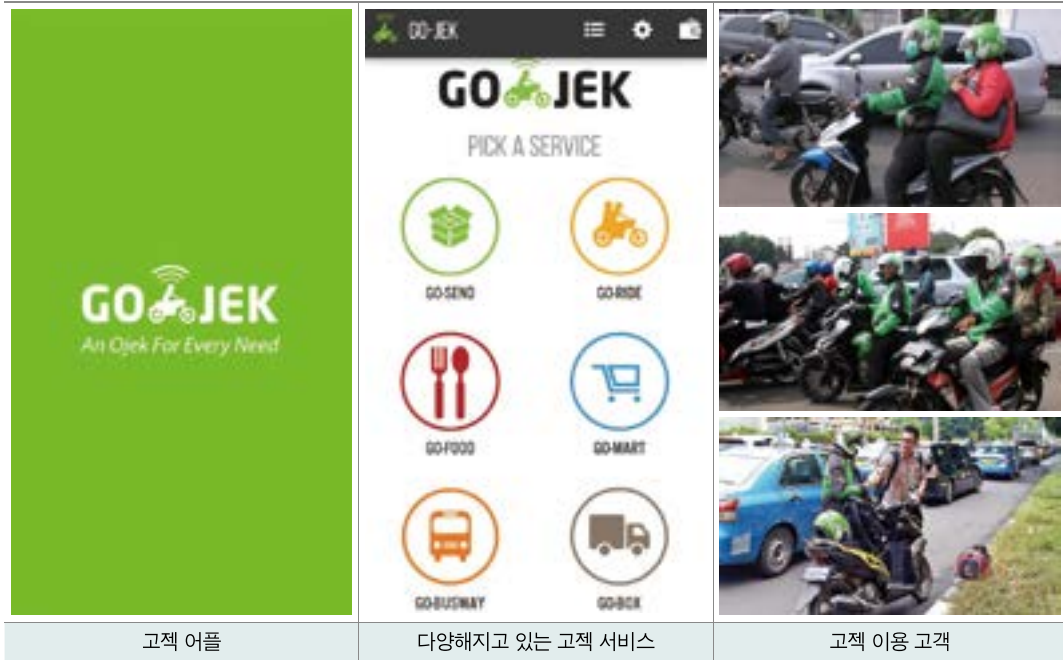 GO JEK
An Ojek For Every Need
GO-JEK
GO JEK
PICK A SERVICE
GO-SEND
GO-RIDE
GO-FOOD
GO-MART
GO-BUSWAY
GO-BOX
고젝 어플
다양해지고 있는 고젝 서비스
고젝 이용 고객